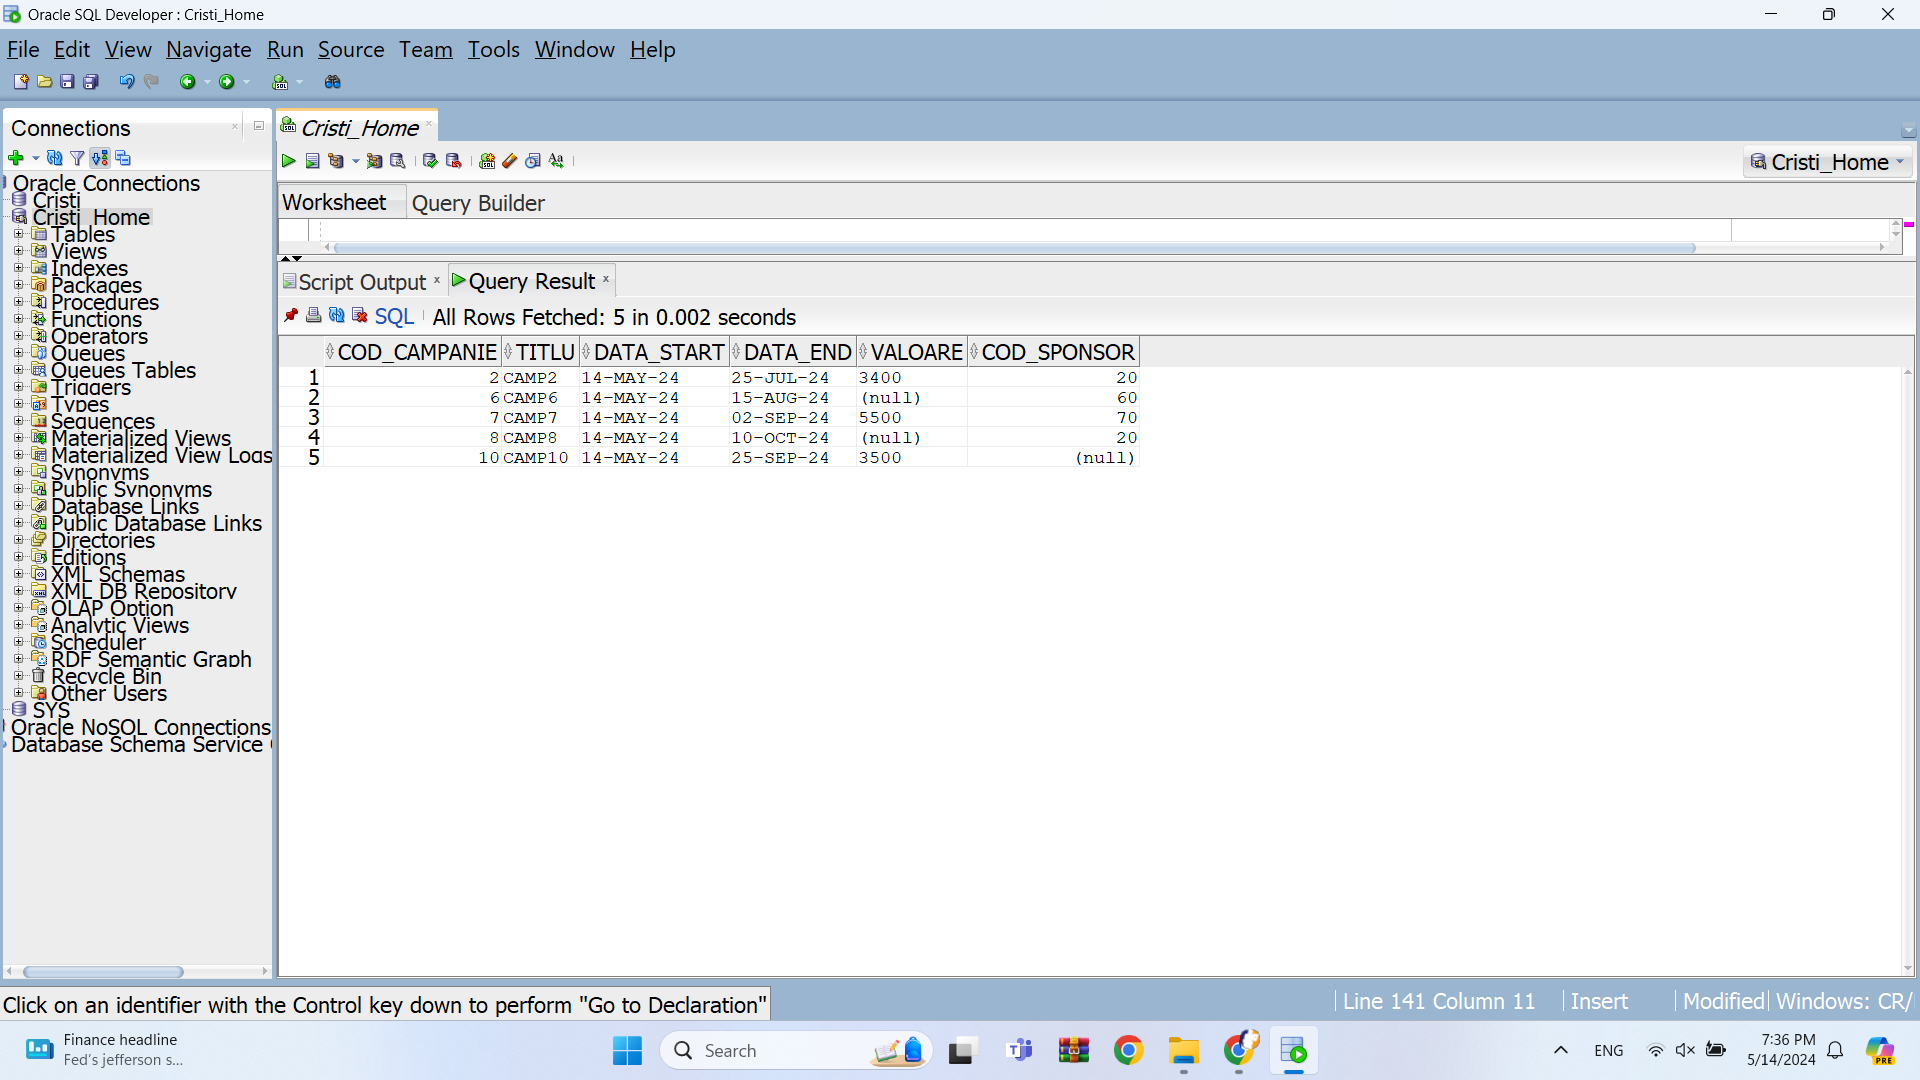 Oracle SQL Developer : Cristi_Home
File Edit View Navigate Run Source Team Tools Window Help
Connections
Oracle Connections
Cristi
Cristi_Home
Tables
Views
Indexes
Packages
Procedures
Functions
Operators
Queues
Queues Tables
Triggers
Types
Sequences
Materialized Views
Materialized View Logs
Synonyms
Public Synonyms
Database Links
Public Database Links
Directories
Editions
XML Schemas
XML DB Repository
OLAP Option
Analytic Views
Scheduler
RDF Semantic Graph
Recycle Bin
Other Users
SYS
Oracle NoSQL Connections
Database Schema Service
Cristi_Home
Cristi_Home
Worksheet Query Builder
Script Output Query Result
SQL All Rows Fetched: 5 in 0.002 seconds
COD_CAMPANIE TITLU DATA_START DATA_END VALOARE COD_SPONSOR
1 2 CAMP2 14-MAY-24 25-JUL-24 3400 20
2 6 CAMP6 14-MAY-24 15-AUG-24 (null) 60
3 7 CAMP7 14-MAY-24 02-SEP-24 5500 70
4 8 CAMP8 14-MAY-24 10-OCT-24 (null) 20
5 10 CAMP10 14-MAY-24 25-SEP-24 3500 (null)
Click on an identifier with the Control key down to perform "Go to Declaration"
Line 141 Column 11 Insert Modified Windows: CR/
Finance headline
Fed's jefferson s...
Search
ENG
7:36 PM
5/14/2024
PRE